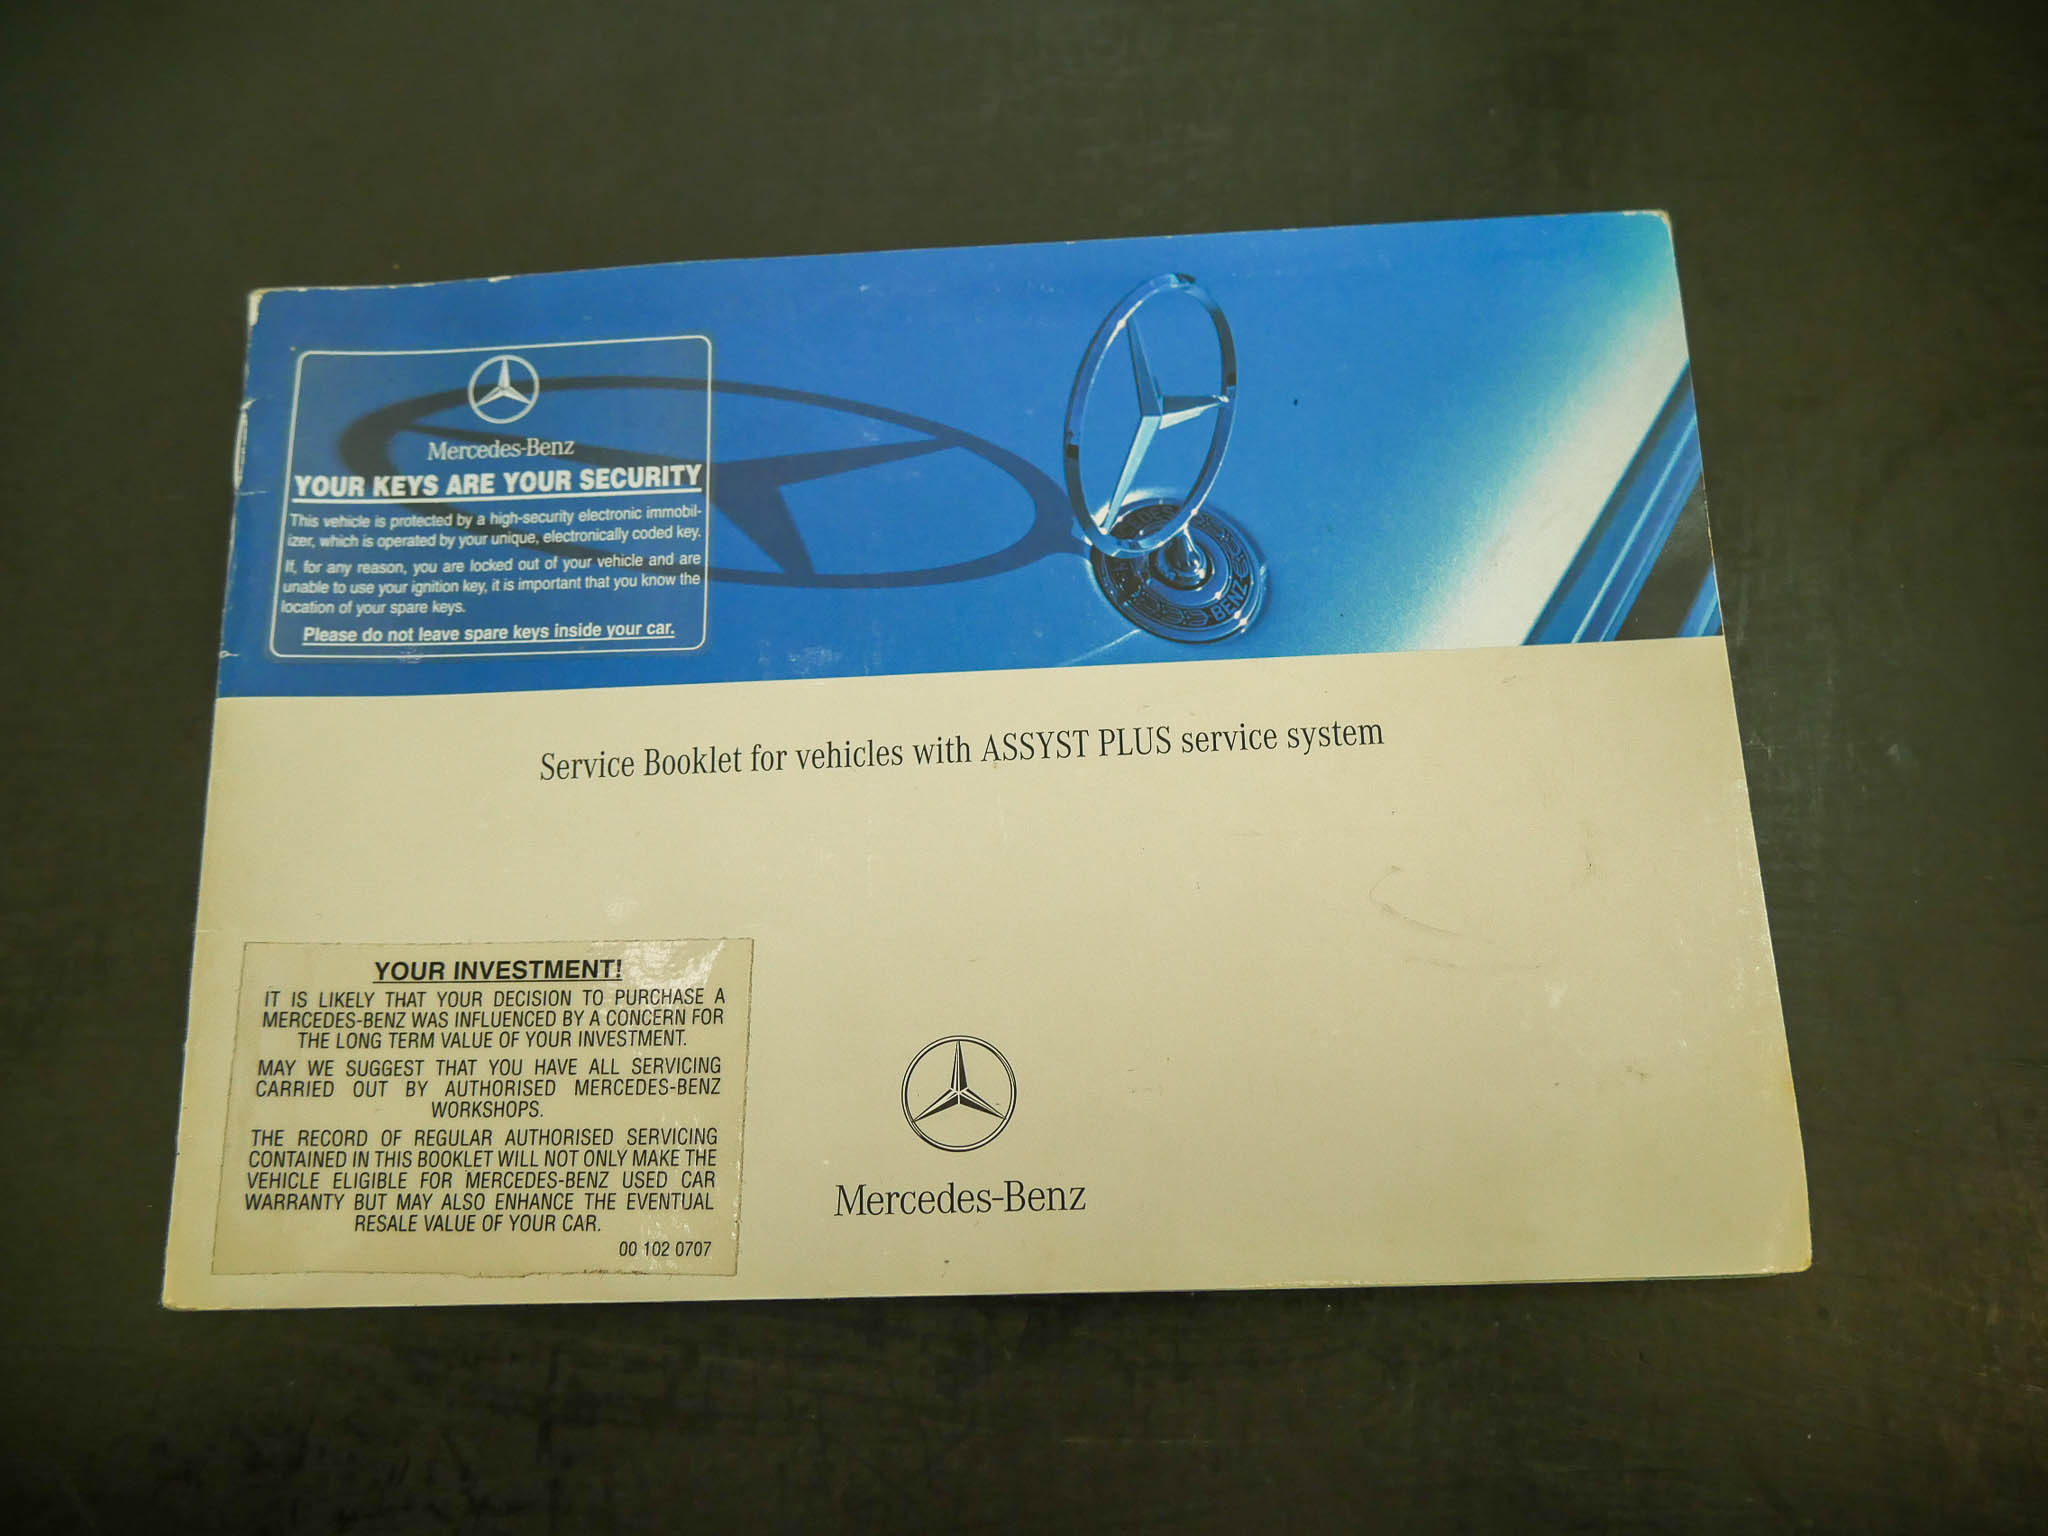 Mercedes-Benz
YOUR KEYS ARE YOUR SECURITY
This vehicle is protected by a high-security electronic immobil-
izer, which is operated by your unique, electronically coded key.
If, for any reason, you are locked out of your vehicle and are
unable to use your ignition key, it is important that you know the
location of your spare keys.
Please do not leave spare keys inside your car.
BENZ
Service Booklet for vehicles with ASSYST PLUS service system
YOUR INVESTMENT!
IT IS LIKELY THAT YOUR DECISION TO PURCHASE A
MERCEDES-BENZ WAS INFLUENCED BY A CONCERN FOR
THE LONG TERM VALUE OF YOUR INVESTMENT.
MAY WE SUGGEST THAT YOU HAVE ALL SERVICING
CARRIED OUT BY AUTHORISED MERCEDES-BENZ
WORKSHOPS.
THE RECORD OF REGULAR AUTHORISED SERVICING
CONTAINED IN THIS BOOKLET WILL NOT ONLY MAKE THE
VEHICLE ELIGIBLE FOR MERCEDES-BENZ USED CAR
WARRANTY BUT MAY ALSO ENHANCE THE EVENTUAL
RESALE VALUE OF YOUR CAR.
00 102 0707
Mercedes-Benz